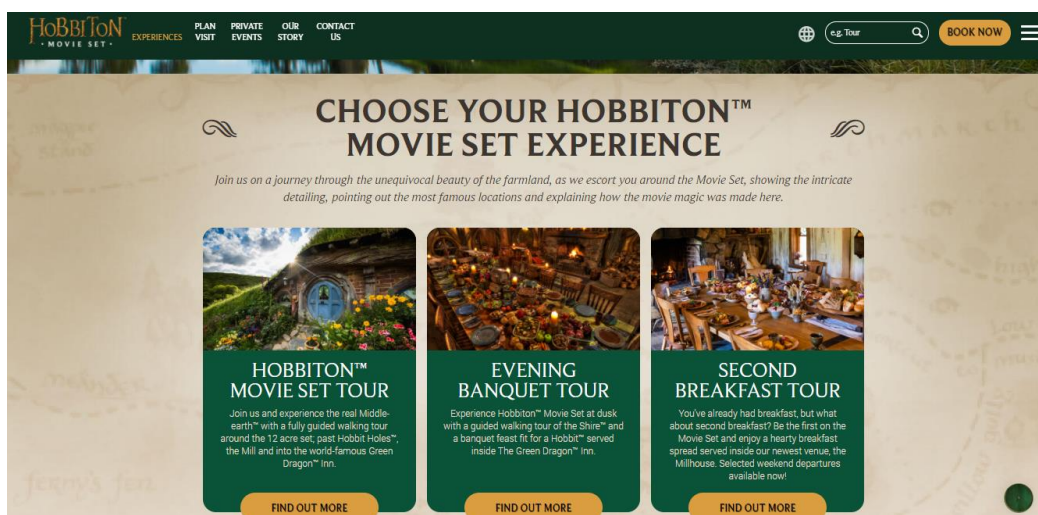 HOBBITON™
• MOVIE SET •
EXPERIENCES
PLAN VISIT
PRIVATE EVENTS
OUR STORY
CONTACT US
e.g. Tour
BOOK NOW
CHOOSE YOUR HOBBITON™
MOVIE SET EXPERIENCE
Join us on a journey through the unequivocal beauty of the farmland, as we escort you around the Movie Set, showing the intricate
detailing, pointing out the most famous locations and explaining how the movie magic was made here.
HOBBITON™
MOVIE SET TOUR
Join us and experience the real Middle-
earth™ with a fully guided walking tour
around the 12 acre set; past Hobbit Holes™,
the Mill and into the world-famous Green
Dragon™ Inn.
FIND OUT MORE
EVENING
BANQUET TOUR
Experience Hobbiton™ Movie Set at dusk
with a guided walking tour of the Shire™ and
a banquet feast fit for a Hobbit™ served
inside The Green Dragon™ Inn.
FIND OUT MORE
SECOND
BREAKFAST TOUR
You've already had breakfast, but what
about second breakfast? Be the first on the
Movie Set and enjoy a hearty breakfast
spread served inside our newest venue, the
Millhouse. Selected weekend departures
available now!
FIND OUT MORE